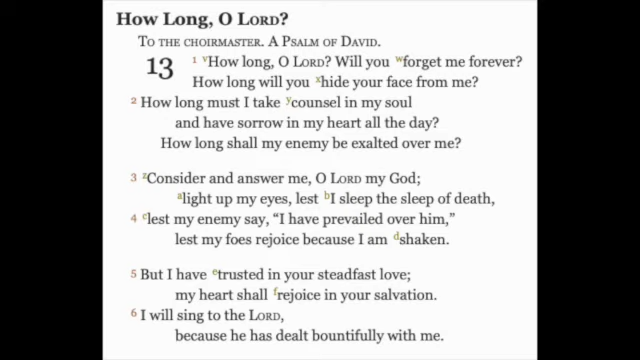 How Long, O LORD?
TO THE CHOIRMASTER. A PSALM OF DAVID.
13 1 vHow long, O LORD? Will you wforget me forever?
How long will you xhide your face from me?
2 How long must I take ycounsel in my soul
and have sorrow in my heart all the day?
How long shall my enemy be exalted over me?
3 zConsider and answer me, O LORD my God;
alight up my eyes, lest bI sleep the sleep of death,
4 clest my enemy say, “I have prevailed over him,”
lest my foes rejoice because I am dshaken.
5 But I have etrusted in your steadfast love;
my heart shall frejoice in your salvation.
6 I will sing to the LORD,
because he has dealt bountifully with me.